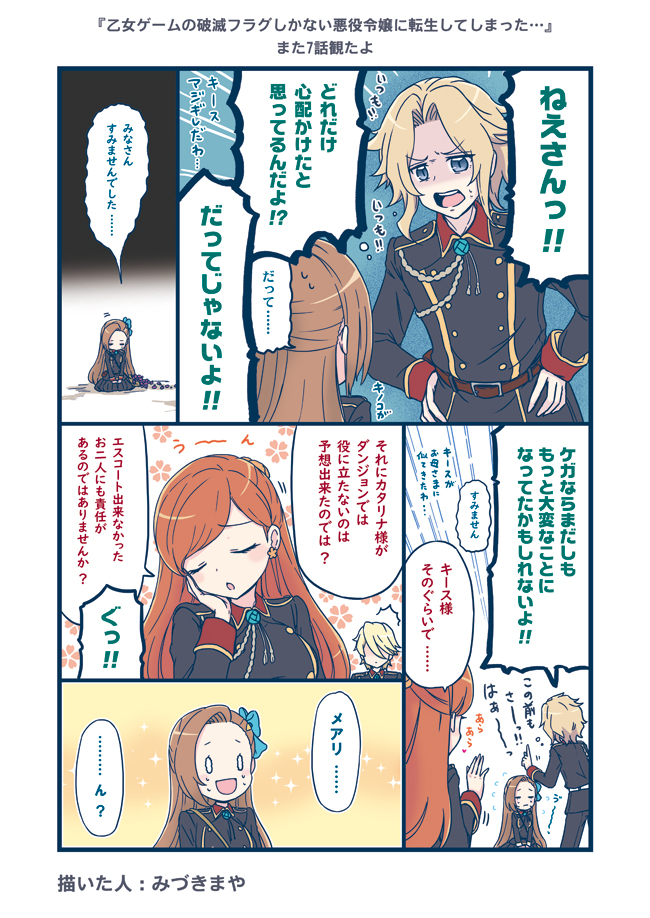 『乙女ゲームの破滅フラグしかない悪役令嬢に転生してしまった…』
また7話観たよ
ねえさんっ!!
いつも!!
どれだけ
心配かけたと
思ってるんだよ!?
いつも!!
だって……
キノコが
キース
マジギレだわ…
だってじゃないよ!!
みなさん
すみませんでした……
ケガならまだしも
もっと大変なことに
なってたかもしれないよ!!
すみません
キースが
お母さまに
似てきたわ…
この前も
さーっ!!
はぁ〜っ
キース様
そのぐらいで……
あら
あら
それにカタリナ様が
ダンジョンでは
役に立たないのは
予想出来たのでは?
う〜〜ん
エスコート出来なかった
お二人にも責任が
あるのではありませんか?
ぐっ!!
メアリ……
………ん?
描いた人:みづきまや